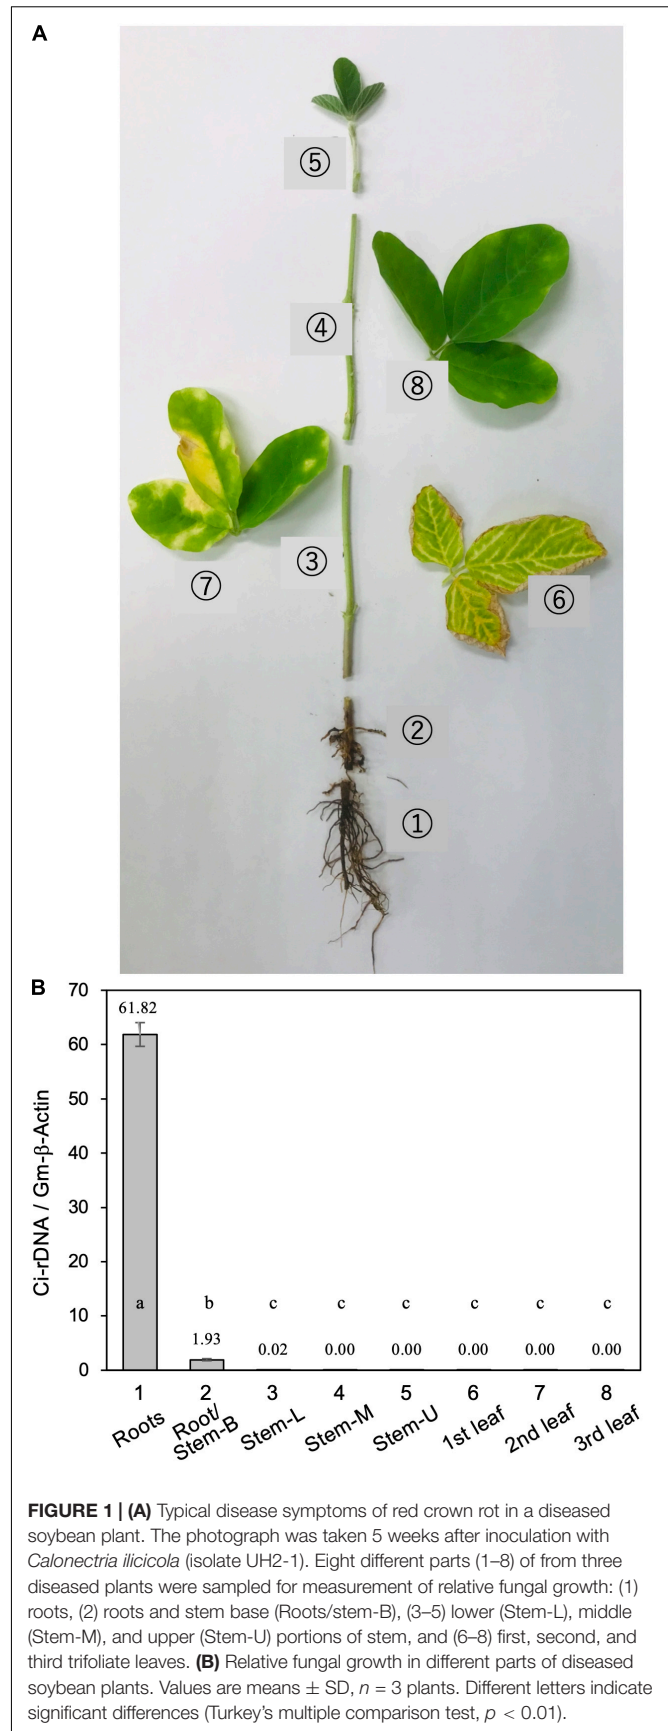 A
⑤
④
⑧
③
⑦
⑥
②
①
B
70
61.82
60
50
40
30
20
10
0
Ci-rDNA / Gm-β-Actin
a
b
c
c
c
c
c
c
1.93
0.02
0.00
0.00
0.00
0.00
0.00
1
2
3
4
5
6
7
8
Roots
Root/
Stem-B
Stem-L
Stem-M
Stem-U
1st leaf
2nd leaf
3rd leaf
FIGURE 1 | (A) Typical disease symptoms of red crown rot in a diseased
soybean plant. The photograph was taken 5 weeks after inoculation with
Calonectria ilicicola (isolate UH2-1). Eight different parts (1–8) of from three
diseased plants were sampled for measurement of relative fungal growth: (1)
roots, (2) roots and stem base (Roots/stem-B), (3–5) lower (Stem-L), middle
(Stem-M), and upper (Stem-U) portions of stem, and (6–8) first, second, and
third trifoliate leaves. (B) Relative fungal growth in different parts of diseased
soybean plants. Values are means ± SD, n = 3 plants. Different letters indicate
significant differences (Turkey's multiple comparison test, p < 0.01).